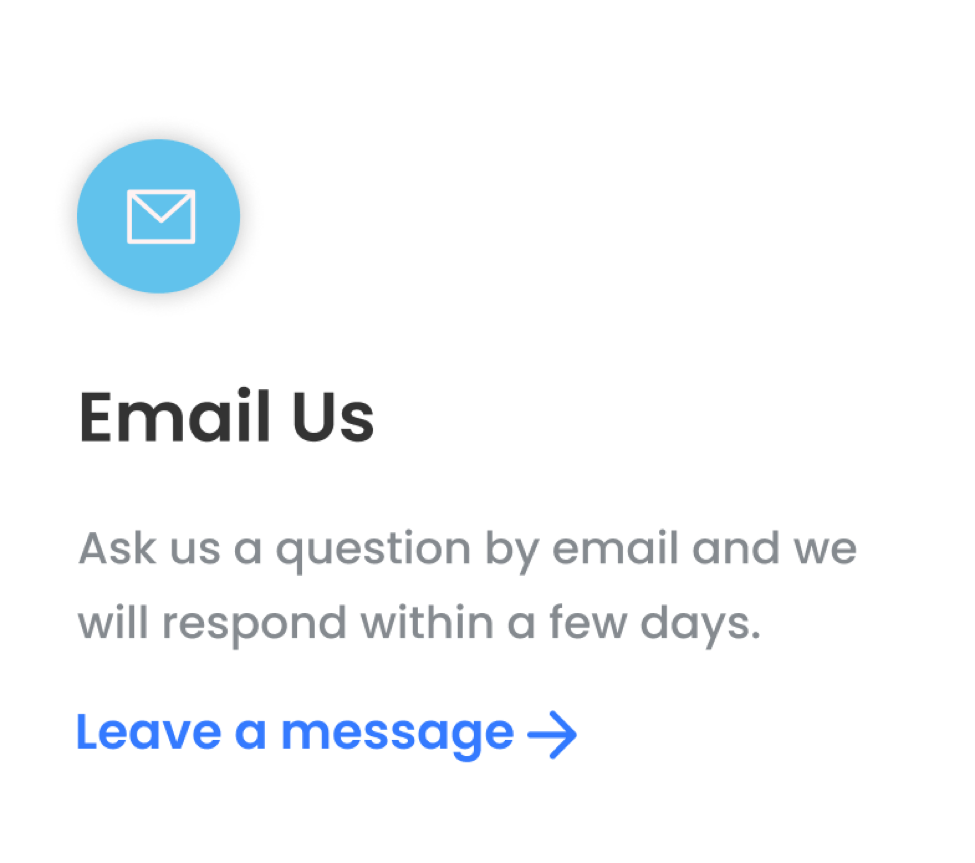 Email Us
Ask us a question by email and we
will respond within a few days.
Leave a message →